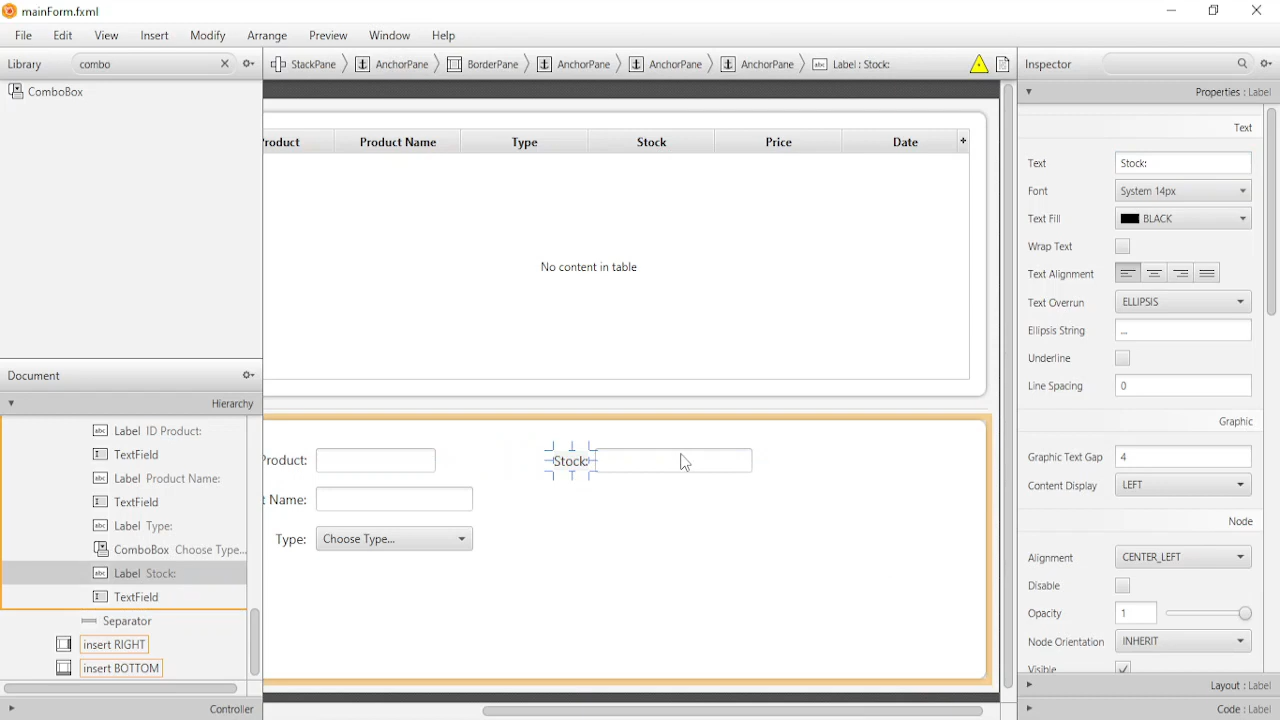 mainForm.fxml
File Edit View Insert Modify Arrange Preview Window Help
Library combo
StackPane AnchorPane BorderPane AnchorPane AnchorPane AnchorPane abc Label : Stock:
Inspector
ComboBox
Properties : Label
roduct Product Name Type Stock Price Date +
No content in table
Text
Text Stock:
Font System 14px
Text Fill BLACK
Wrap Text
Text Alignment
Text Overrun ELLIPSIS
Ellipsis String ...
Underline
Line Spacing 0
Graphic
Graphic Text Gap 4
Content Display LEFT
Node
Alignment CENTER_LEFT
Disable
Opacity 1
Node Orientation INHERIT
Visible
Layout : Label
Code : Label
Document
Hierarchy
abc Label ID Product:
TextField
abc Label Product Name:
TextField
abc Label Type:
ComboBox Choose Type...
abc Label Stock:
TextField
Separator
insert RIGHT
insert BOTTOM
Controller
Product:
Stock:
t Name:
Type: Choose Type...